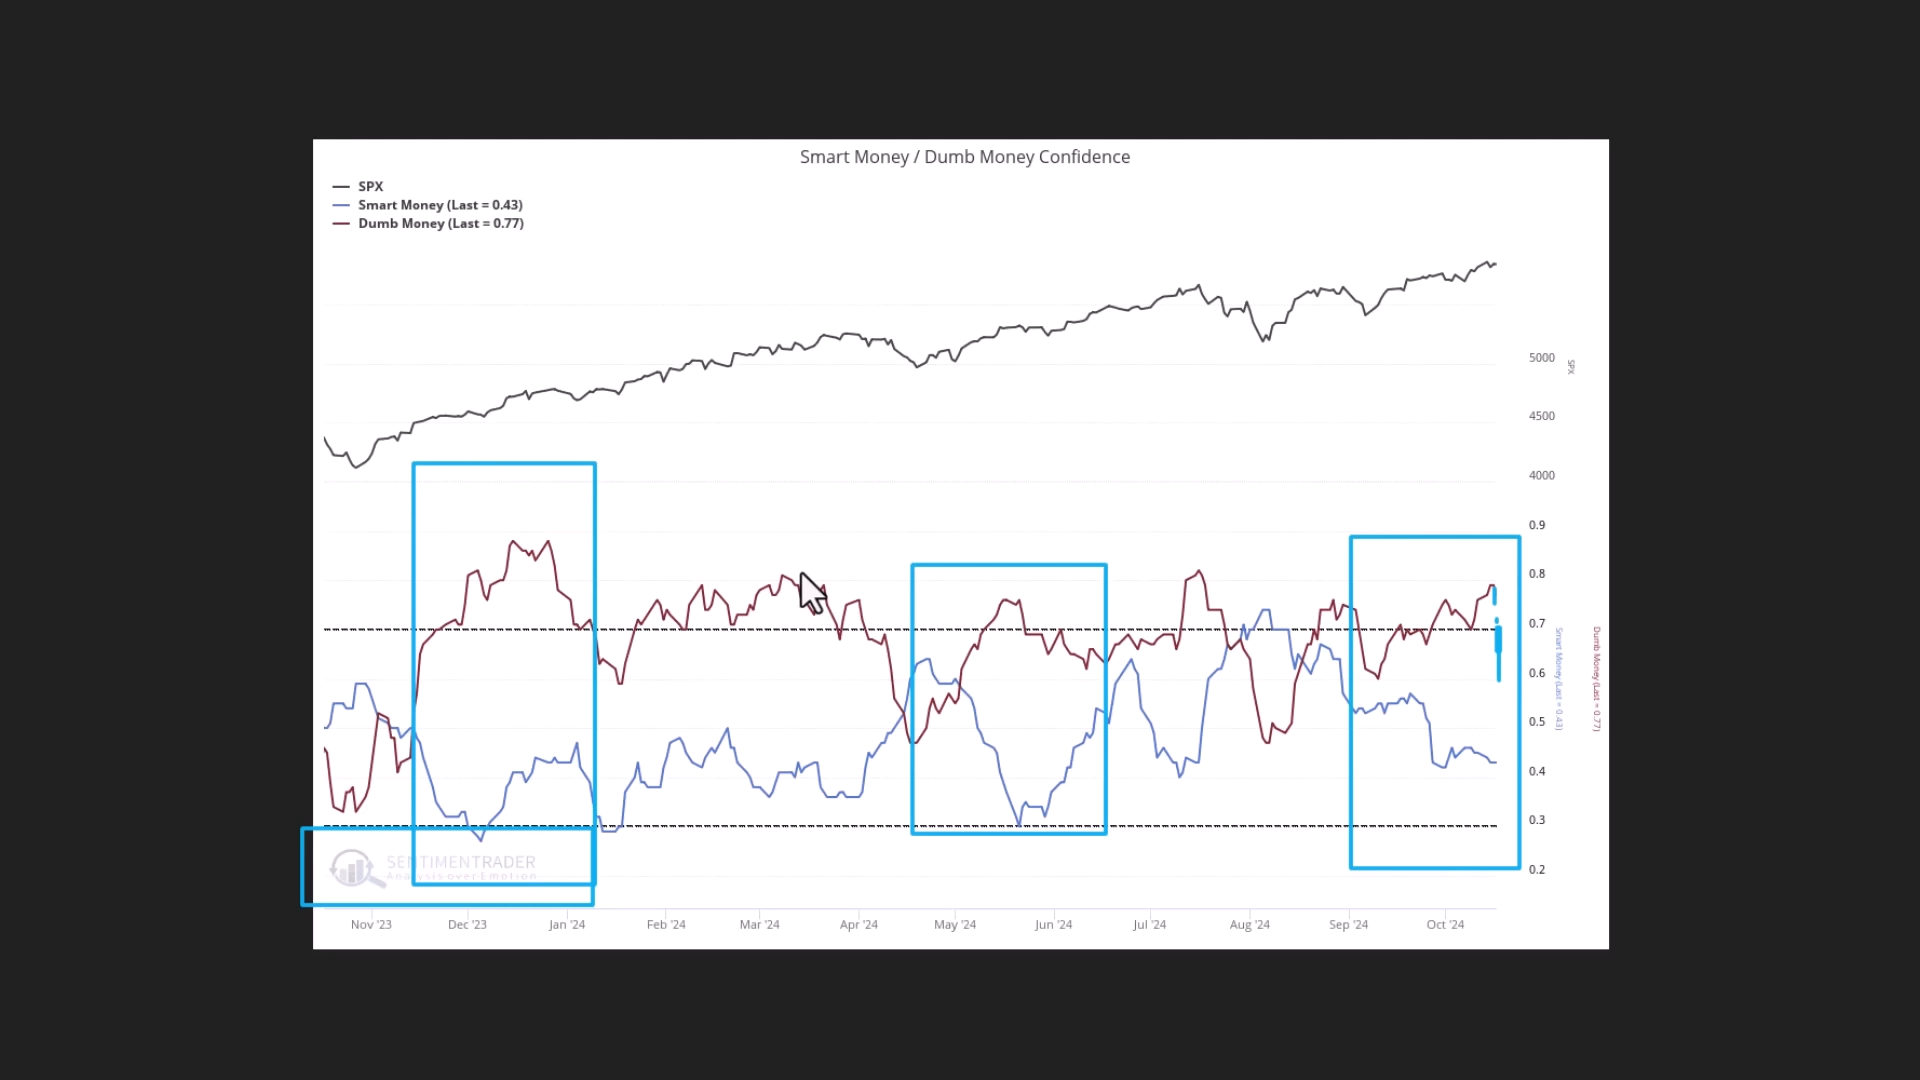 Smart Money / Dumb Money Confidence
SPX
Smart Money (Last = 0.43)
Dumb Money (Last = 0.77)
5000
4500
4000
SPX
0.9
0.8
0.7
0.6
0.5
0.4
0.3
0.2
Smart Money (Last = 0.43)
Dumb Money (Last = 0.77)
SENTIMENTRADER
Analysis over Emotion
Nov '23 Dec '23 Jan '24 Feb '24 Mar '24 Apr '24 May '24 Jun '24 Jul '24 Aug '24 Sep '24 Oct '24